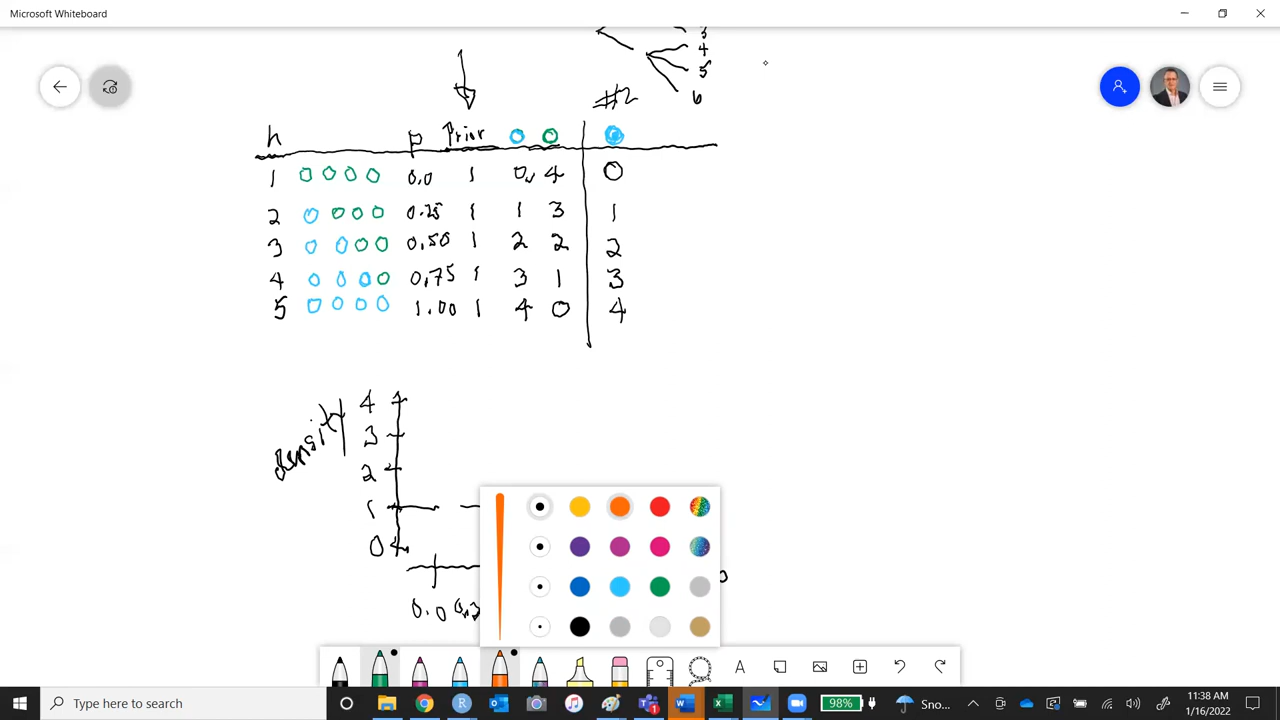 Microsoft Whiteboard
3
4
5
6
#2
h p Prior
1 0.0 1 0, 4 0
2 0.25 1 1 3 1
3 0.50 1 2 2 2
4 0.75 1 3 1 3
5 1.00 1 4 0 4
density
4
3
2
1
0
0.0
A
Type here to search
98%
Sno...
11:38 AM
1/16/2022